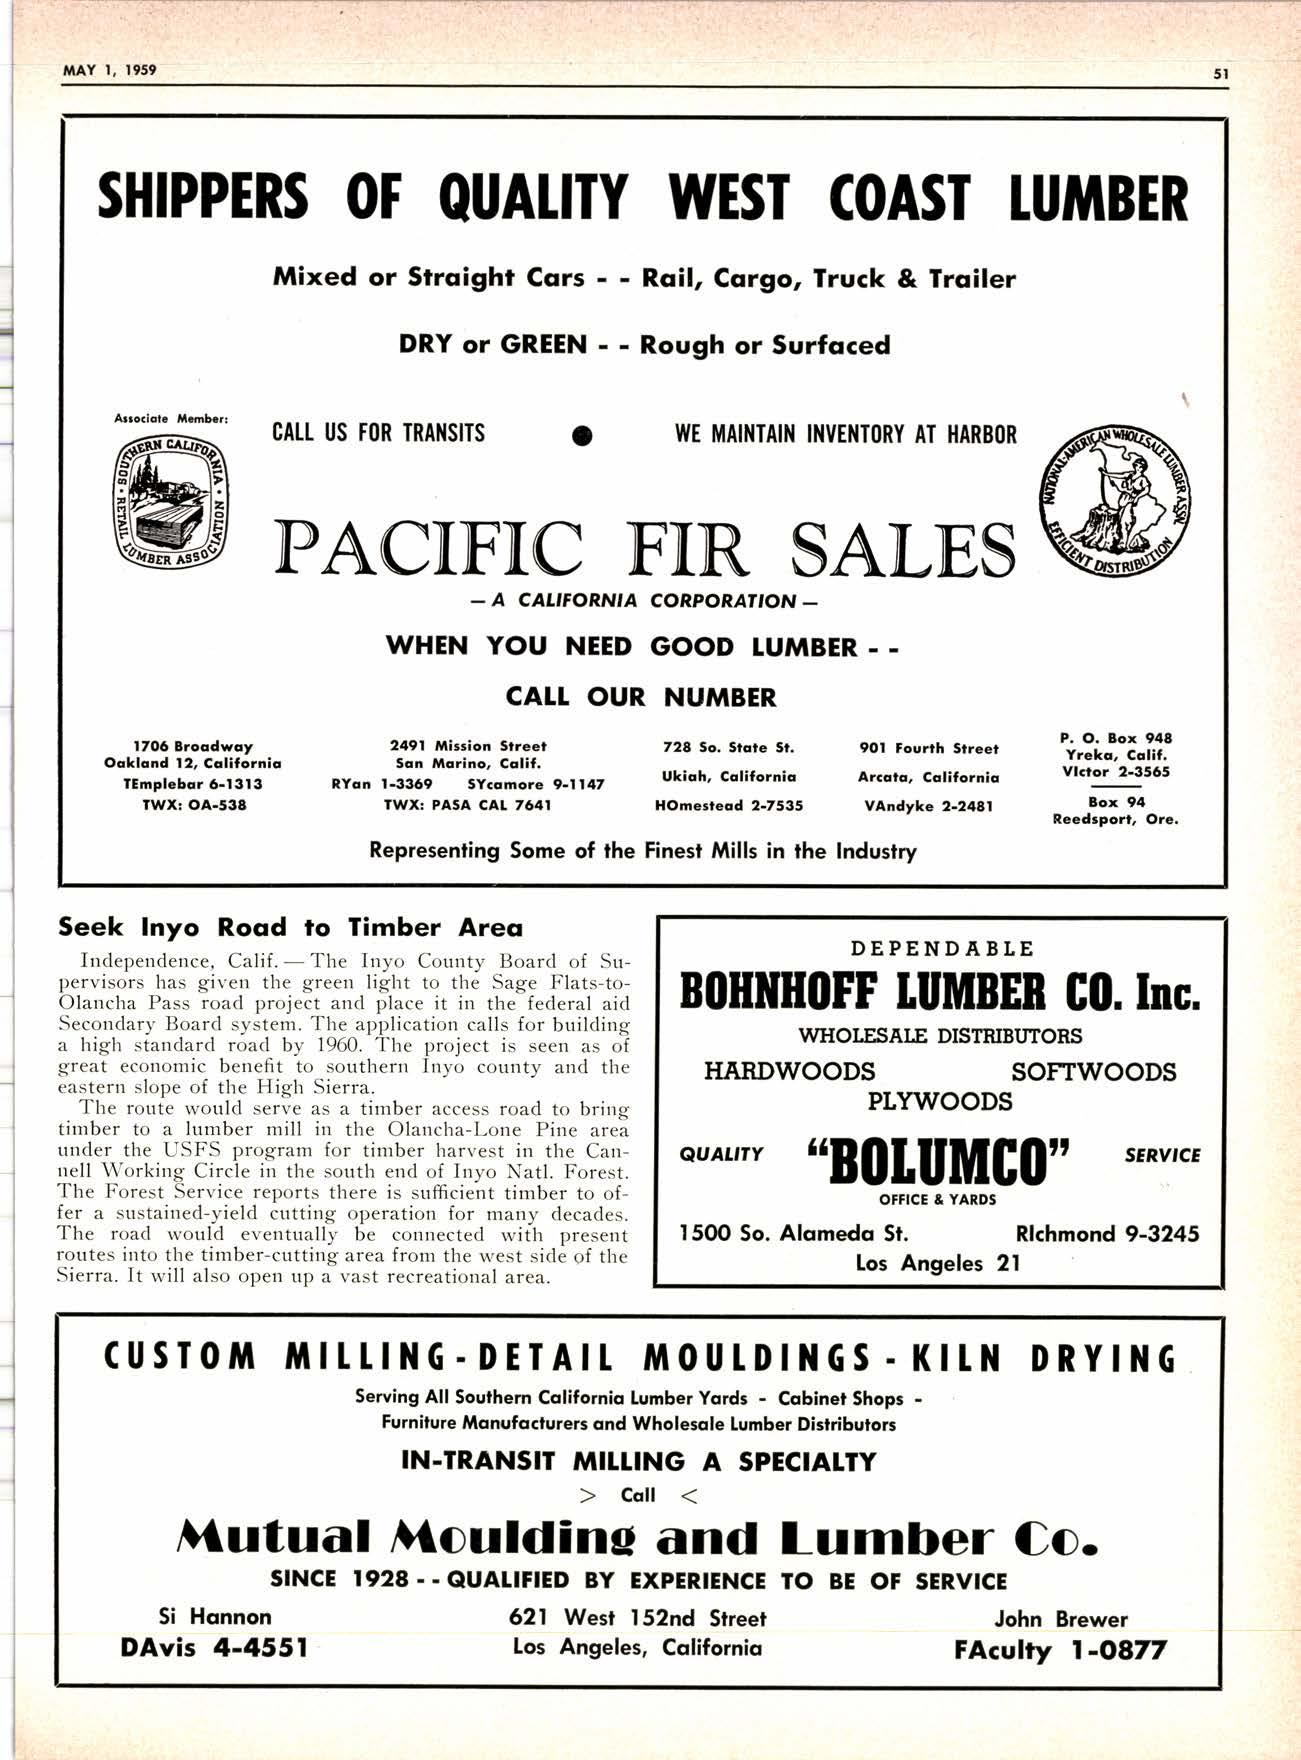 MAY 1, 1959
51
SHIPPERS OF QUALITY WEST COAST LUMBER
Mixed or Straight Cars - - Rail, Cargo, Truck & Trailer
DRY or GREEN - - Rough or Surfaced
Associate Member:
SOUTHERN CALIFORNIA
RETAIL LUMBER ASSOCIATION
CALL US FOR TRANSITS ● WE MAINTAIN INVENTORY AT HARBOR
NATIONAL-AMERICAN WHOLESALE LUMBER ASSN.
EFFICIENT DISTRIBUTION
PACIFIC FIR SALES
— A CALIFORNIA CORPORATION —
WHEN YOU NEED GOOD LUMBER - -
CALL OUR NUMBER
1706 Broadway
Oakland 12, California
TEmplebar 6-1313
TWX: OA-538
2491 Mission Street
San Marino, Calif.
RYan 1-3369 SYcamore 9-1147
TWX: PASA CAL 7641
728 So. State St.
Ukiah, California
HOmestead 2-7535
901 Fourth Street
Arcata, California
VAndyke 2-2481
P. O. Box 948
Yreka, Calif.
VIctor 2-3565
Box 94
Reedsport, Ore.
Representing Some of the Finest Mills in the Industry
Seek Inyo Road to Timber Area
Independence, Calif. — The Inyo County Board of Su-
pervisors has given the green light to the Sage Flats-to-
Olancha Pass road project and place it in the federal aid
Secondary Board system. The application calls for building
a high standard road by 1960. The project is seen as of
great economic benefit to southern Inyo county and the
eastern slope of the High Sierra.
The route would serve as a timber access road to bring
timber to a lumber mill in the Olancha-Lone Pine area
under the USFS program for timber harvest in the Can-
nell Working Circle in the south end of Inyo Natl. Forest.
The Forest Service reports there is sufficient timber to of-
fer a sustained-yield cutting operation for many decades.
The road would eventually be connected with present
routes into the timber-cutting area from the west side of the
Sierra. It will also open up a vast recreational area.
DEPENDABLE
BOHNHOFF LUMBER CO. Inc.
WHOLESALE DISTRIBUTORS
HARDWOODS SOFTWOODS
PLYWOODS
QUALITY "BOLUMCO" SERVICE
OFFICE & YARDS
1500 So. Alameda St. RIchmond 9-3245
Los Angeles 21
CUSTOM MILLING - DETAIL MOULDINGS - KILN DRYING
Serving All Southern California Lumber Yards - Cabinet Shops -
Furniture Manufacturers and Wholesale Lumber Distributors
IN-TRANSIT MILLING A SPECIALTY
> Call <
Mutual Moulding and Lumber Co.
SINCE 1928 - - QUALIFIED BY EXPERIENCE TO BE OF SERVICE
Si Hannon
DAvis 4-4551
621 West 152nd Street
Los Angeles, California
John Brewer
FAculty 1-0877